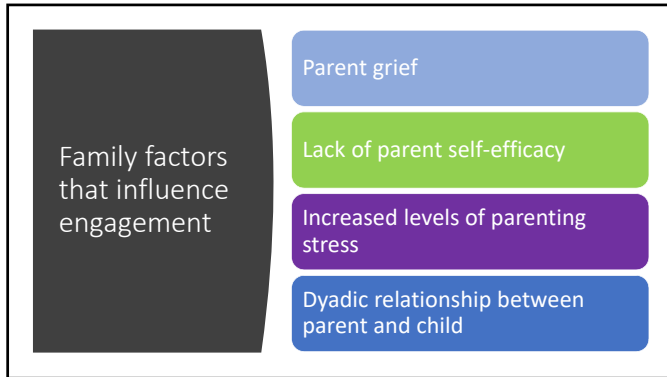 Family factors
that influence
engagement
Parent grief
Lack of parent self-efficacy
Increased levels of parenting
stress
Dyadic relationship between
parent and child